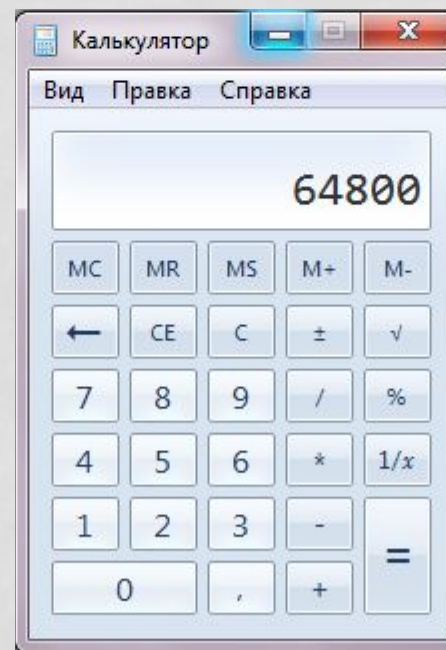 Калькулятор
Вид Правка Справка
64800
MC MR MS M+ M-
← CE C ± √
7 8 9 / %
4 5 6 * 1/x
1 2 3 -
=
0 , +